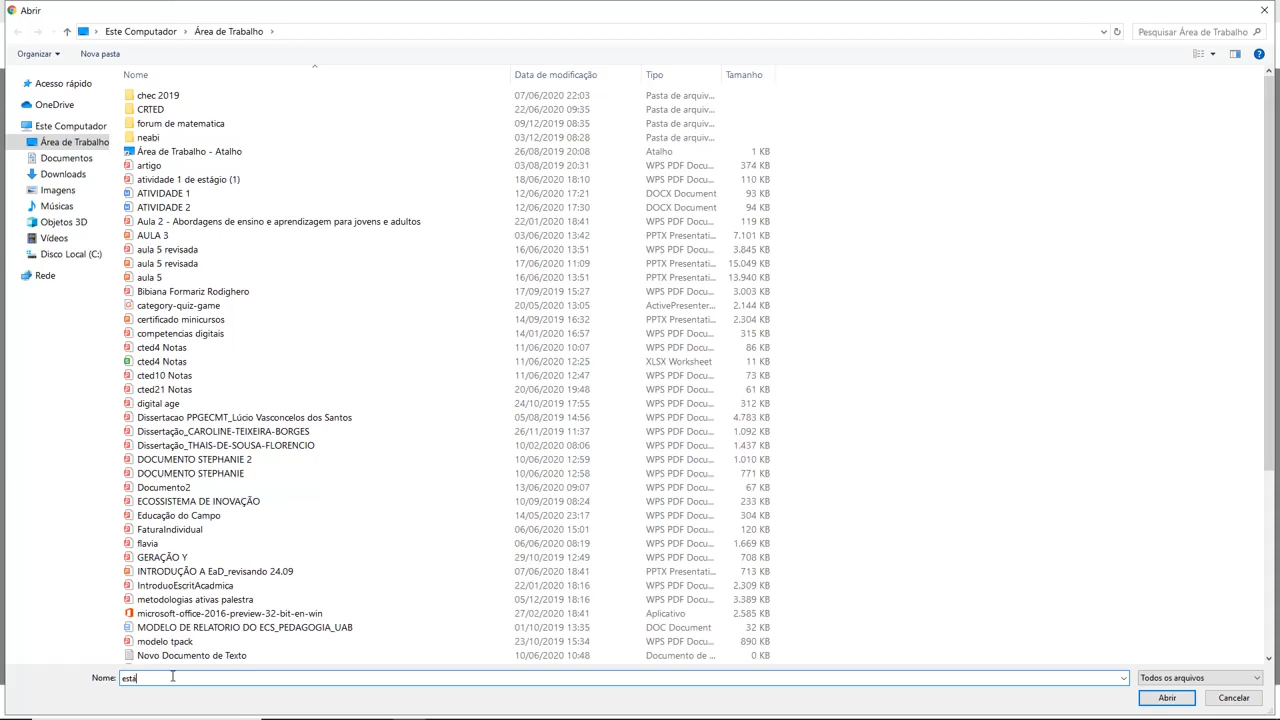 Abrir
Este Computador > Área de Trabalho >
Pesquisar Área de Trabalho
Organizar
Nova pasta
Acesso rápido
OneDrive
Este Computador
Área de Trabalho
Documentos
Downloads
Imagens
Músicas
Objetos 3D
Vídeos
Disco Local (C:)
Rede
Nome Data de modificação Tipo Tamanho
chec 2019 07/06/2020 22:03 Pasta de arquiv...
CRTED 22/06/2020 09:35 Pasta de arquiv...
forum de matematica 09/12/2019 08:35 Pasta de arquiv...
neabi 03/12/2019 08:28 Pasta de arquiv...
Área de Trabalho - Atalho 26/08/2019 20:08 Atalho 1 KB
artigo 03/08/2019 20:31 WPS PDF Docu... 374 KB
atividade 1 de estágio (1) 18/06/2020 18:10 WPS PDF Docu... 110 KB
ATIVIDADE 1 12/06/2020 17:21 DOCX Document 93 KB
ATIVIDADE 2 12/06/2020 17:30 DOCX Document 94 KB
Aula 2 - Abordagens de ensino e aprendizagem para jovens e adultos 22/01/2020 18:41 WPS PDF Docu... 119 KB
AULA 3 03/06/2020 13:42 PPTX Presentati... 7.101 KB
aula 5 revisada 16/06/2020 13:51 WPS PDF Docu... 3.845 KB
aula 5 revisada 17/06/2020 11:09 PPTX Presentati... 15.049 KB
aula 5 16/06/2020 13:51 PPTX Presentati... 13.940 KB
Bibiana Formariz Rodighero 17/09/2019 15:27 WPS PDF Docu... 3.003 KB
category-quiz-game 20/05/2020 13:05 ActivePresenter... 2.144 KB
certificado minicursos 14/09/2019 16:32 PPTX Presentati... 2.304 KB
competencias digitais 14/01/2020 16:57 WPS PDF Docu... 315 KB
cted4 Notas 11/06/2020 10:07 WPS PDF Docu... 86 KB
cted4 Notas 11/06/2020 12:25 XLSX Worksheet 11 KB
cted10 Notas 11/06/2020 12:47 WPS PDF Docu... 73 KB
cted21 Notas 20/06/2020 19:48 WPS PDF Docu... 61 KB
digital age 24/10/2019 17:55 WPS PDF Docu... 312 KB
Dissertacao PPGECMT_Lúcio Vasconcelos dos Santos 05/08/2019 14:56 WPS PDF Docu... 4.783 KB
Dissertação_CAROLINE-TEIXEIRA-BORGES 26/11/2019 11:37 WPS PDF Docu... 1.092 KB
Dissertação_THAIS-DE-SOUSA-FLORENCIO 10/02/2020 08:06 WPS PDF Docu... 1.437 KB
DOCUMENTO STEPHANIE 2 10/06/2020 12:59 WPS PDF Docu... 1.010 KB
DOCUMENTO STEPHANIE 10/06/2020 12:58 WPS PDF Docu... 771 KB
Documento2 13/06/2020 09:07 WPS PDF Docu... 67 KB
ECOSSISTEMA DE INOVAÇÃO 10/09/2019 08:24 WPS PDF Docu... 233 KB
Educação do Campo 14/05/2020 23:17 WPS PDF Docu... 304 KB
FaturaIndividual 06/06/2020 15:01 WPS PDF Docu... 120 KB
flavia 06/06/2020 08:19 WPS PDF Docu... 1.669 KB
GERAÇÃO Y 29/10/2019 12:49 WPS PDF Docu... 708 KB
INTRODUÇÃO A EaD_revisando 24.09 07/06/2020 18:41 PPTX Presentati... 713 KB
IntroduoEscritAcadmica 22/01/2020 18:16 WPS PDF Docu... 2.309 KB
metodologias ativas palestra 05/12/2019 18:16 WPS PDF Docu... 3.389 KB
microsoft-office-2016-preview-32-bit-en-win 27/02/2020 18:41 Aplicativo 2.585 KB
MODELO DE RELATORIO DO ECS_PEDAGOGIA_UAB 01/10/2019 13:35 DOC Document 32 KB
modelo tpack 23/10/2019 15:34 WPS PDF Docu... 890 KB
Novo Documento de Texto 10/06/2020 10:48 Documento de ... 0 KB
Nome: está Todos os arquivos
Abrir Cancelar